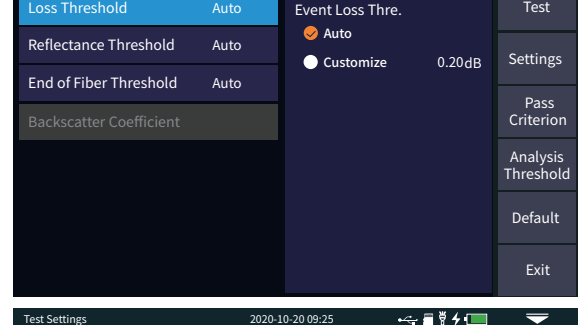 Loss Threshold Auto
Reflectance Threshold Auto
End of Fiber Threshold Auto
Backscatter Coefficient
Event Loss Thre.
Auto
Customize 0.20dB
Test
Settings
Pass
Criterion
Analysis
Threshold
Default
Exit
Test Settings 2020-10-20 09:25